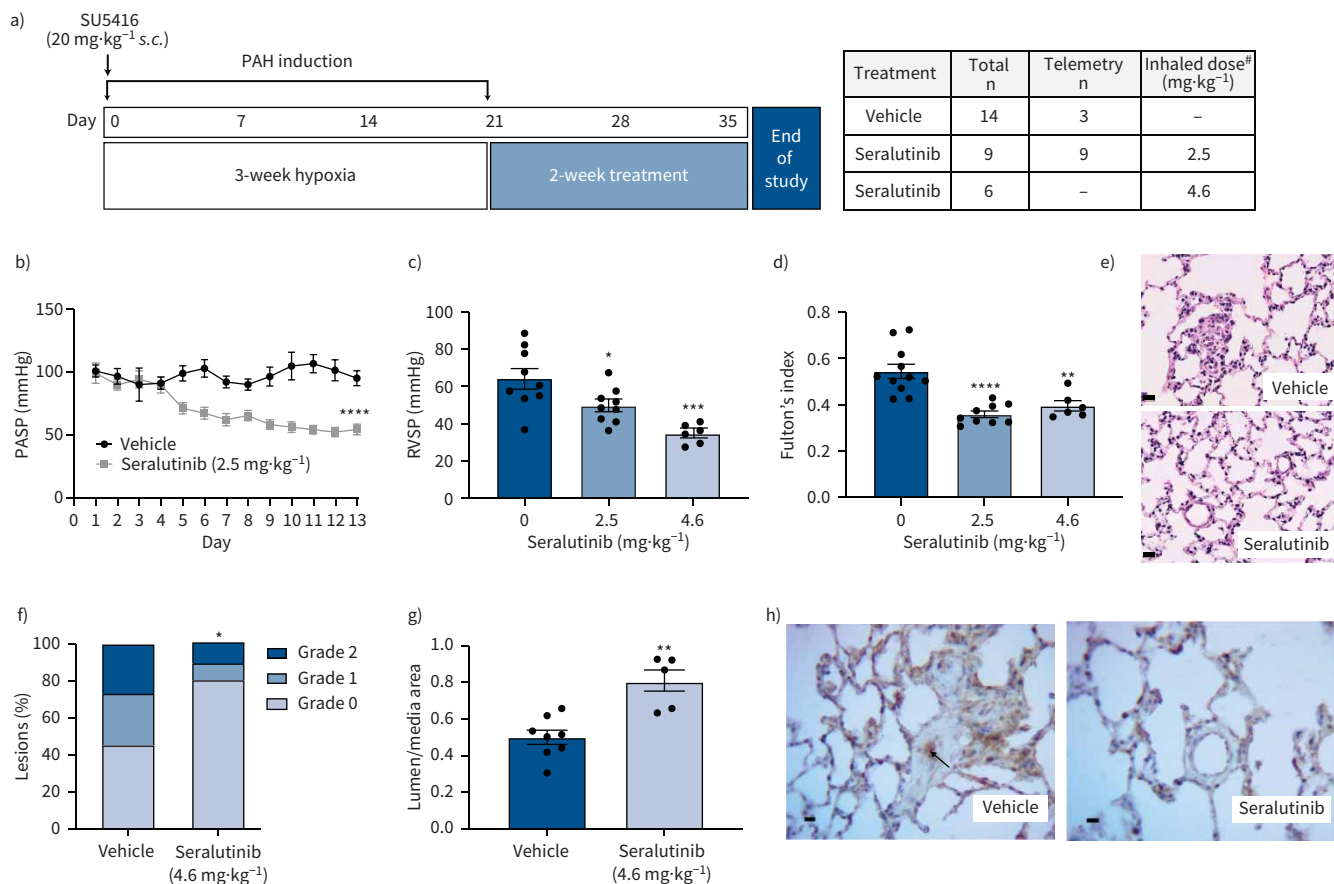 a)
SU5416
(20 mg·kg⁻¹ s.c.)
PAH induction
Day 0 7 14 21 28 35
3-week hypoxia
2-week treatment
End
of
study
Treatment Total n Telemetry n Inhaled dose# (mg·kg⁻¹)
Vehicle 14 3 –
Seralutinib 9 9 2.5
Seralutinib 6 – 4.6
b)
PASP (mmHg)
150
100
50
0
****
Vehicle
Seralutinib (2.5 mg·kg⁻¹)
0 1 2 3 4 5 6 7 8 9 10 11 12 13
Day
c)
RVSP (mmHg)
100
80
60
40
20
0
*
***
0 2.5 4.6
Seralutinib (mg·kg⁻¹)
d)
Fulton's index
0.8
0.6
0.4
0.2
0.0
****
**
0 2.5 4.6
Seralutinib (mg·kg⁻¹)
e)
Vehicle
Seralutinib
f)
Lesions (%)
100
80
60
40
20
0
*
Grade 2
Grade 1
Grade 0
Vehicle Seralutinib
(4.6 mg·kg⁻¹)
g)
Lumen/media area
1.0
0.8
0.6
0.4
0.2
0.0
**
Vehicle Seralutinib
(4.6 mg·kg⁻¹)
h)
Vehicle
Seralutinib